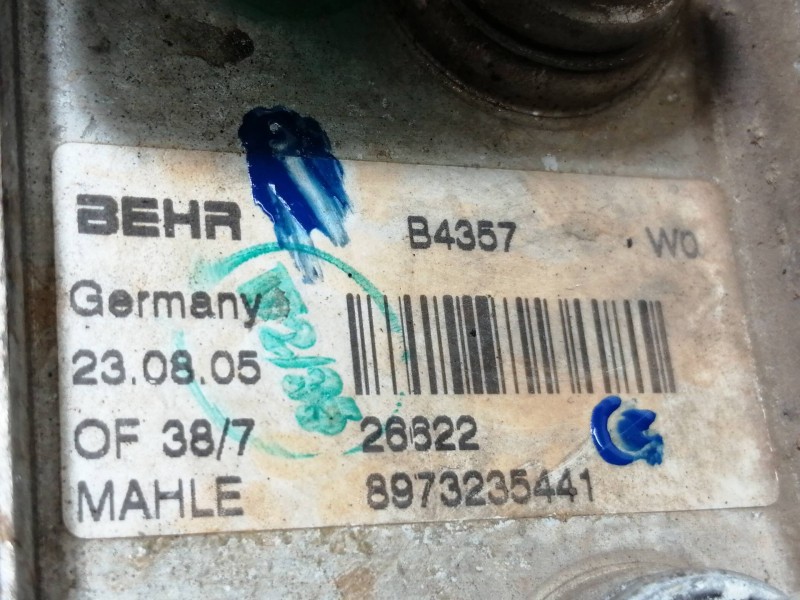 BEHR B4357 W0
Germany
23.08.05
OF 38/7 26622
MAHLE 8973235441